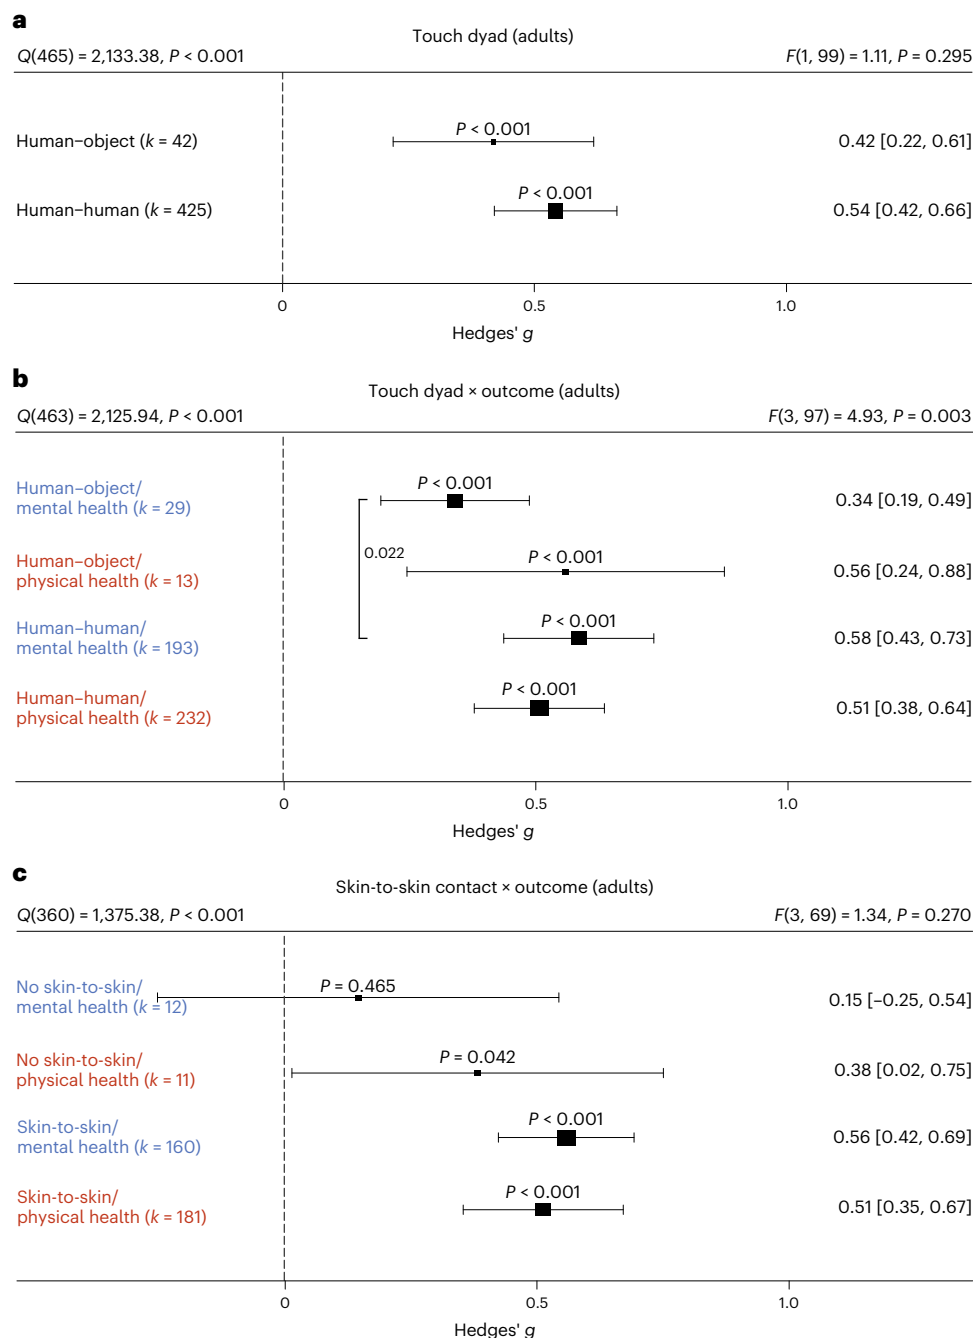 a
Touch dyad (adults)
Q(465) = 2,133.38, P < 0.001
F(1, 99) = 1.11, P = 0.295
P < 0.001
Human–object (k = 42)
0.42 [0.22, 0.61]
P < 0.001
Human–human (k = 425)
0.54 [0.42, 0.66]
0
0.5
1.0
Hedges' g
b
Touch dyad × outcome (adults)
Q(463) = 2,125.94, P < 0.001
F(3, 97) = 4.93, P = 0.003
Human–object/
mental health (k = 29)
P < 0.001
0.34 [0.19, 0.49]
0.022
Human–object/
physical health (k = 13)
P < 0.001
0.56 [0.24, 0.88]
Human–human/
mental health (k = 193)
P < 0.001
0.58 [0.43, 0.73]
Human–human/
physical health (k = 232)
P < 0.001
0.51 [0.38, 0.64]
0
0.5
1.0
Hedges' g
c
Skin-to-skin contact × outcome (adults)
Q(360) = 1,375.38, P < 0.001
F(3, 69) = 1.34, P = 0.270
No skin-to-skin/
mental health (k = 12)
P = 0.465
0.15 [–0.25, 0.54]
No skin-to-skin/
physical health (k = 11)
P = 0.042
0.38 [0.02, 0.75]
Skin-to-skin/
mental health (k = 160)
P < 0.001
0.56 [0.42, 0.69]
Skin-to-skin/
physical health (k = 181)
P < 0.001
0.51 [0.35, 0.67]
0
0.5
1.0
Hedges' g